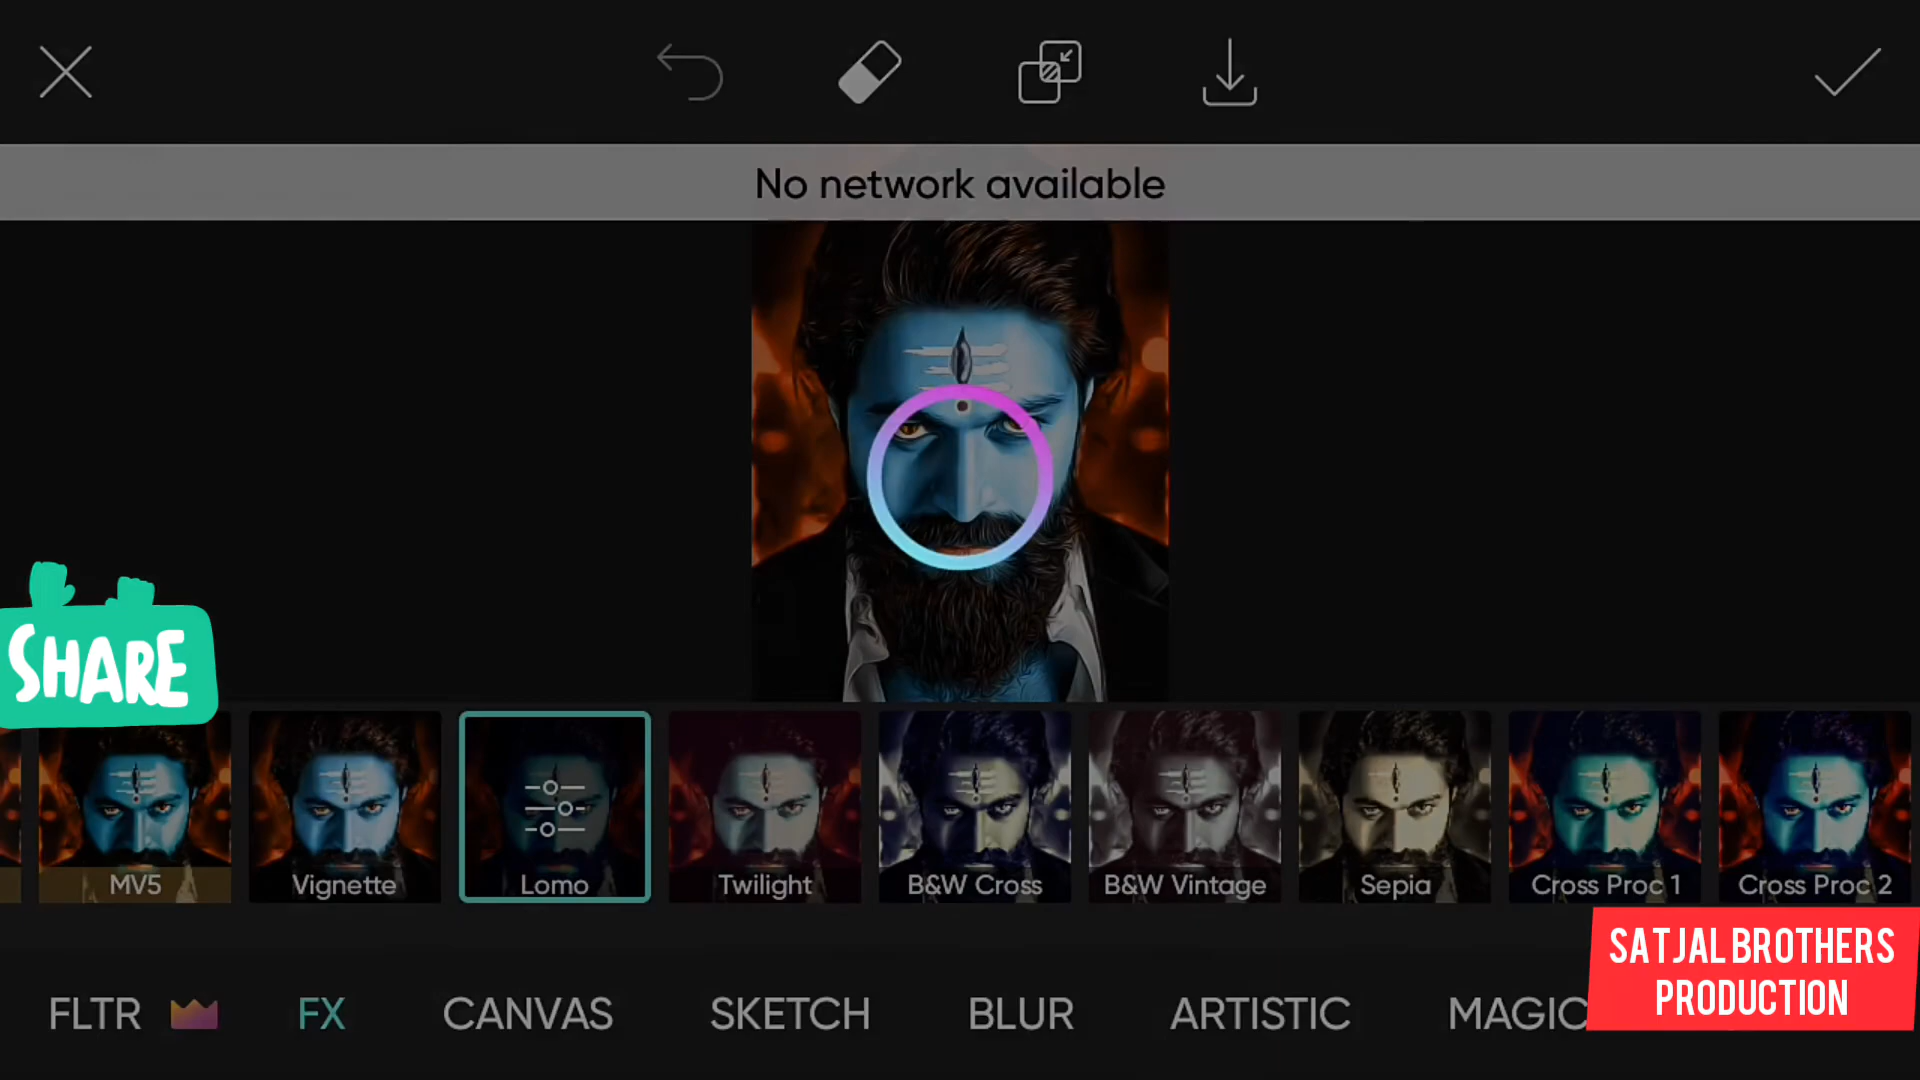 No network available
SHARE
MV5
Vignette
Lomo
Twilight
B&W Cross
B&W Vintage
Sepia
Cross Proc 1
Cross Proc 2
SATJAL BROTHERS
PRODUCTION
FLTR
FX
CANVAS
SKETCH
BLUR
ARTISTIC
MAGIC